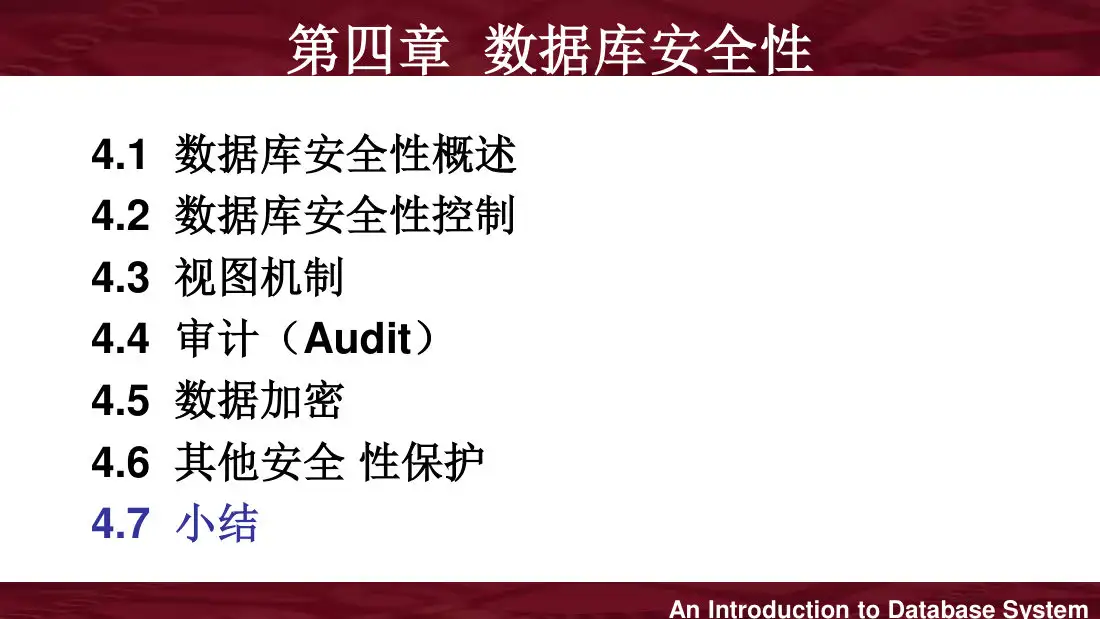 第四章 数据库安全性
4.1 数据库安全性概述
4.2 数据库安全性控制
4.3 视图机制
4.4 审计（Audit）
4.5 数据加密
4.6 其他安全 性保护
4.7 小结
An Introduction to Database System